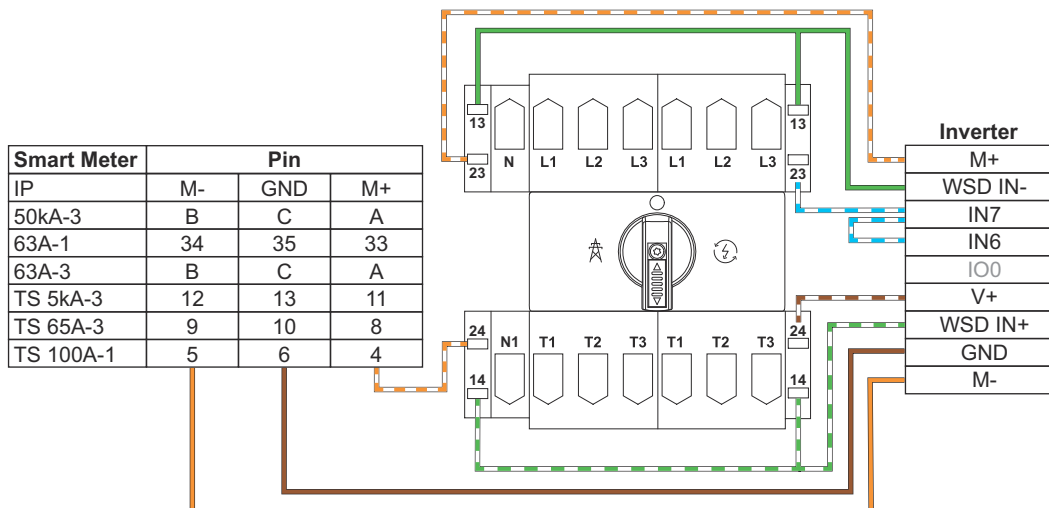 Smart Meter Pin
IP M- GND M+
50kA-3 B C A
63A-1 34 35 33
63A-3 B C A
TS 5kA-3 12 13 11
TS 65A-3 9 10 8
TS 100A-1 5 6 4
13 13
23 N L1 L2 L3 L1 L2 L3 23
24 N1 T1 T2 T3 T1 T2 T3 24
14 14
Inverter
M+
WSD IN-
IN7
IN6
IO0
V+
WSD IN+
GND
M-